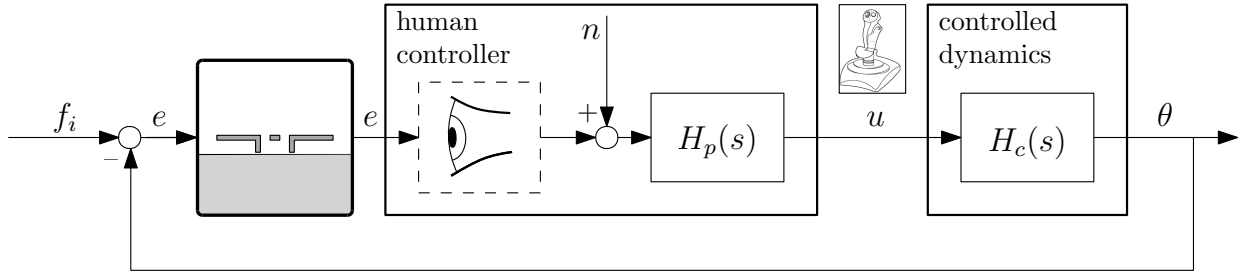 human
controller
n
controlled
dynamics
f_i
e
e
+
H_p(s)
u
H_c(s)
θ
−